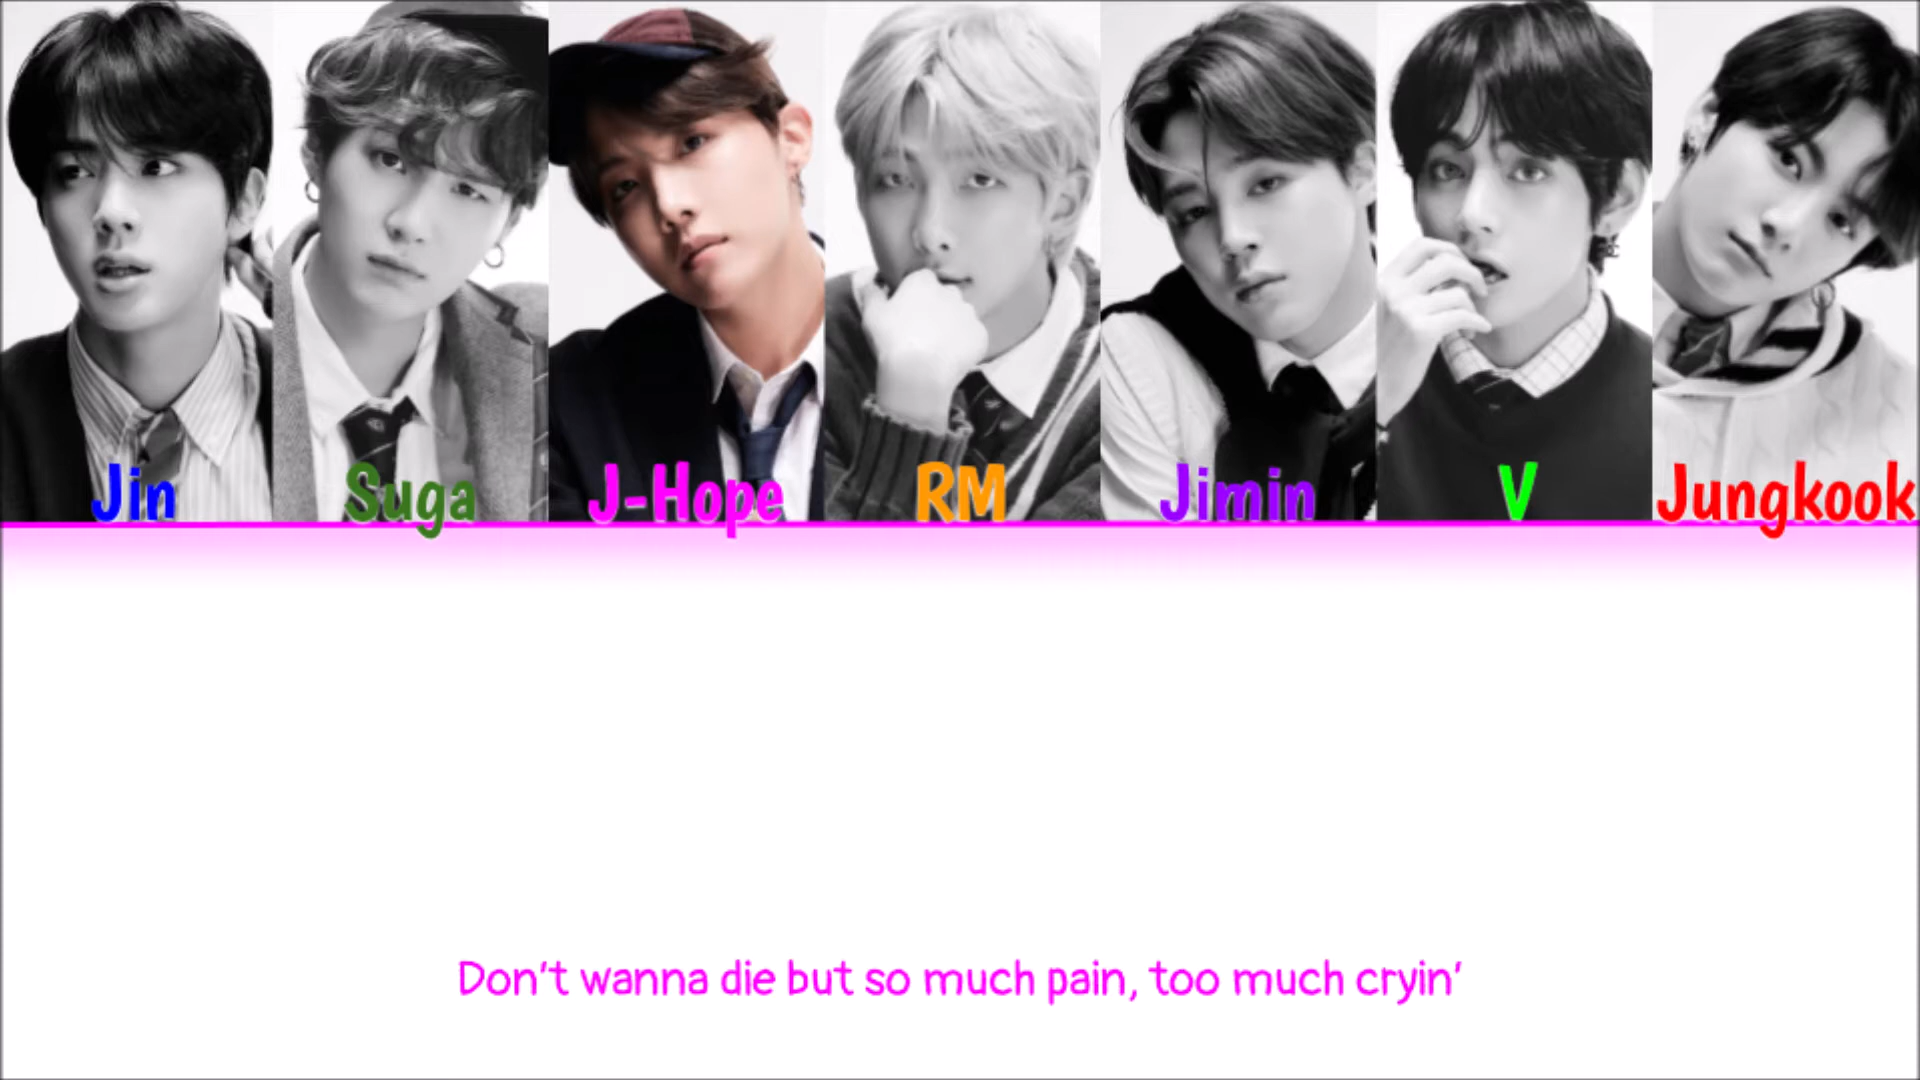 Jin Suga J-Hope RM Jimin V Jungkook
Don't wanna die but so much pain, too much cryin'